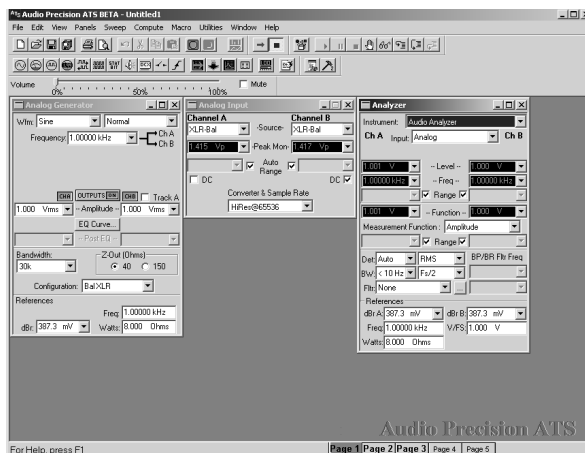 ATS Audio Precision ATS BETA - Untitled1
File Edit View Panels Sweep Compute Macro Utilities Window Help
Volume 0% 50% 100% Mute
Analog Generator
Wfm: Sine Normal
Frequency: 1.00000 kHz Ch A
Ch B
CHA OUTPUTS ON CHB Track A
1.000 Vrms - Amplitude - 1.000 Vrms
EQ Curve...
- Post EQ -
Bandwidth: Z-Out (Ohms)
30k 40 150
Configuration: Bal XLR
References
Freq: 1.00000 kHz
dBr: 387.3 mV Watts: 8.000 Ohms
Analog Input
Channel A Channel B
XLR-Bal -Source- XLR-Bal
1.415 Vp -Peak Mon- 1.417 Vp
Auto
Range
DC DC
Converter & Sample Rate
HiRes@65536
Analyzer
Instrument: Audio Analyzer
Ch A Input: Analog Ch B
1.001 V -- Level -- 1.000 V
1.00000 kHz -- Freq -- 1.00000 kHz
Range
1.001 V -- Function -- 1.000 V
Measurement Function: Amplitude
Range
Det: Auto RMS BP/BR Fltr Freq
BW: < 10 Hz Fs/2
Fltr: None ...
References
dBr A: 387.3 mV dBr B: 387.3 mV
Freq: 1.00000 kHz V/FS: 1.000 V
Watts: 8.000 Ohms
Audio Precision ATS
For Help, press F1 Page 1 Page 2 Page 3 Page 4 Page 5